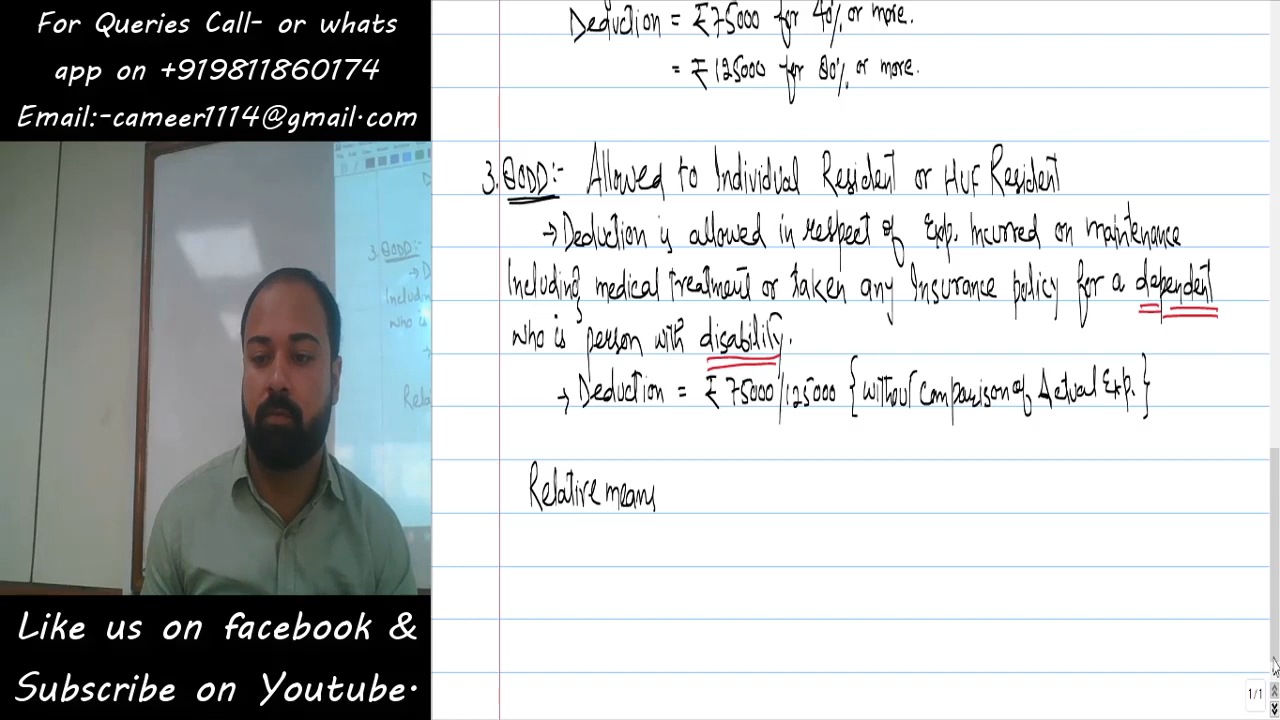 For Queries Call- or whats
app on +919811860174
Email:-cameer1114@gmail.com
Deduction = ₹75000 for 40% or more.
= ₹125000 for 80% or more.
3. 80DD:- Allowed to Individual Resident or HUF Resident
→ Deduction is allowed in respect of Exp. Incurred on maintenance
Including medical Treatment or taken any Insurance policy for a dependent
who is person with disability.
→ Deduction = ₹75000/125000 {without Comparison of Actual Exp.}
Relative means
Like us on facebook &
Subscribe on Youtube.
1/1